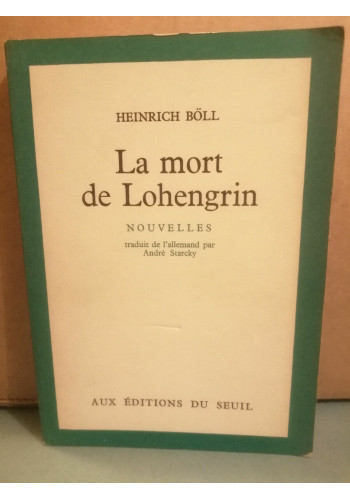 HEINRICH BÖLL
La mort
de Lohengrin
NOUVELLES
traduit de l'allemand par
André Starcky
AUX ÉDITIONS DU SEUIL